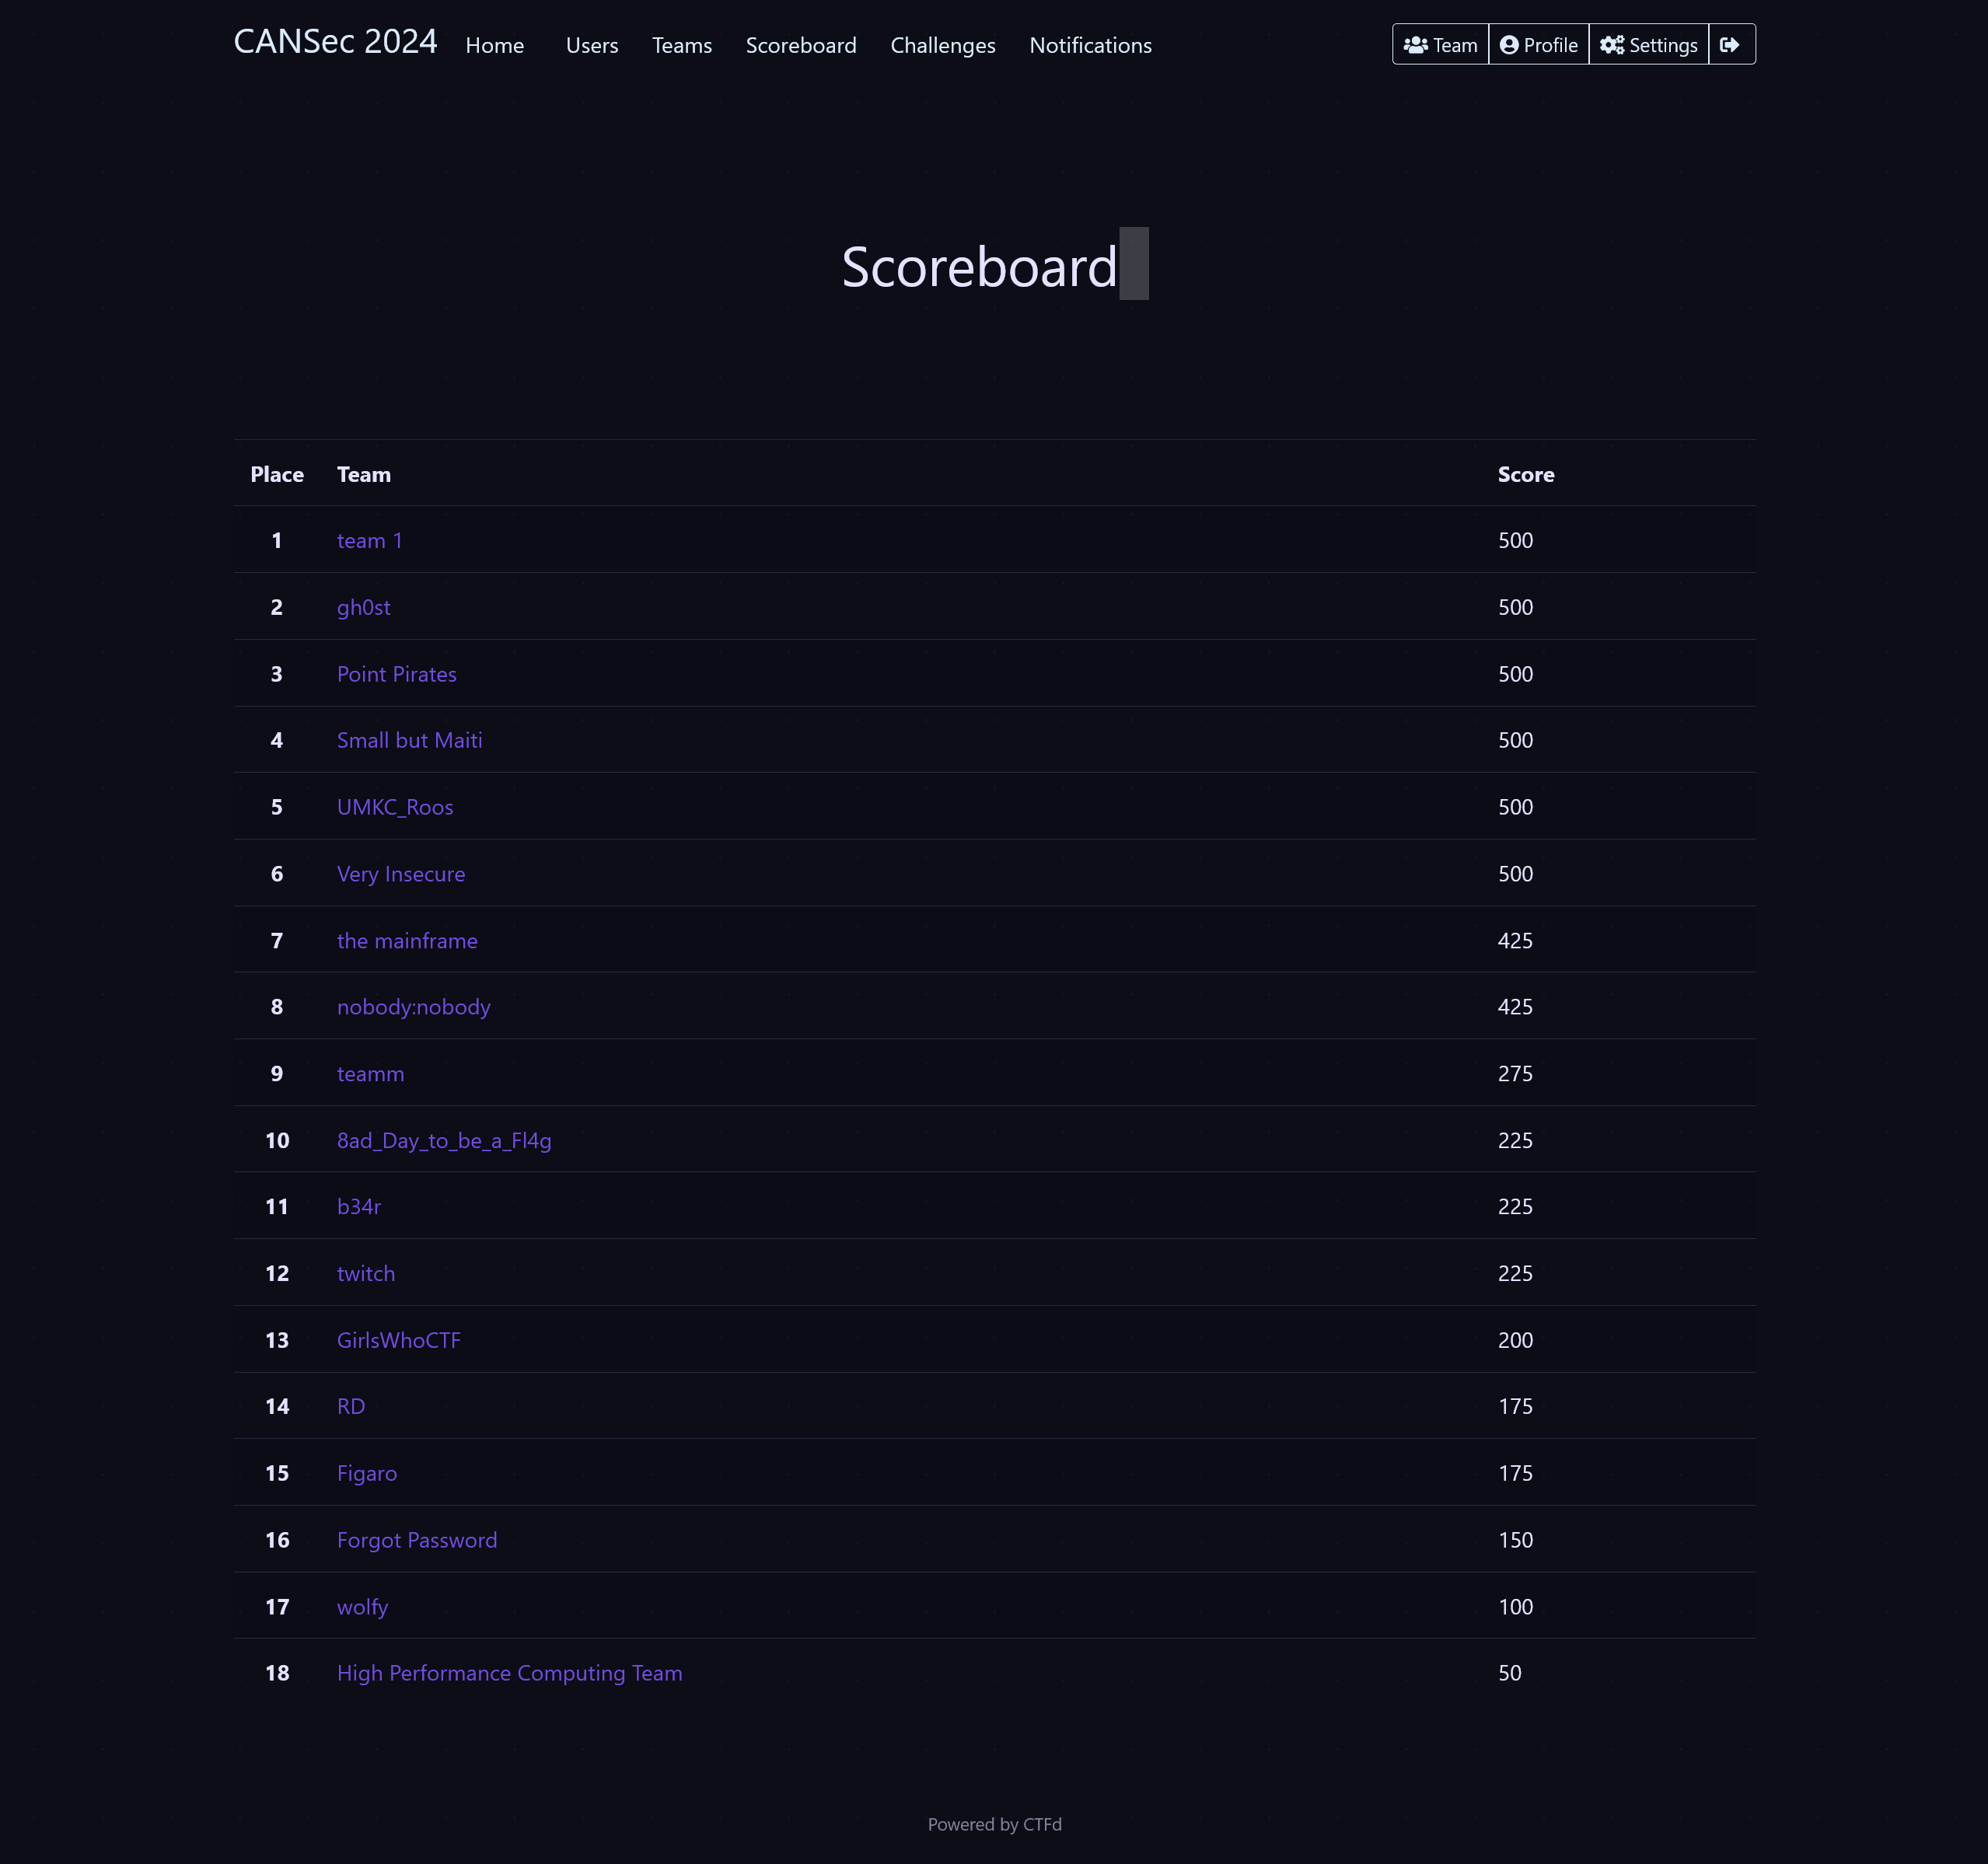 CANSec 2024 Home Users Teams Scoreboard Challenges Notifications Team Profile Settings
Scoreboard
Place Team Score
1 team 1 500
2 gh0st 500
3 Point Pirates 500
4 Small but Maiti 500
5 UMKC_Roos 500
6 Very Insecure 500
7 the mainframe 425
8 nobody:nobody 425
9 teamm 275
10 8ad_Day_to_be_a_Fl4g 225
11 b34r 225
12 twitch 225
13 GirlsWhoCTF 200
14 RD 175
15 Figaro 175
16 Forgot Password 150
17 wolfy 100
18 High Performance Computing Team 50
Powered by CTFd